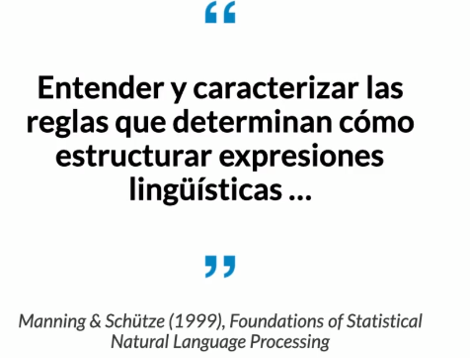 “
Entender y caracterizar las
reglas que determinan cómo
estructurar expresiones
lingüísticas ...
”
Manning & Schütze (1999), Foundations of Statistical
Natural Language Processing